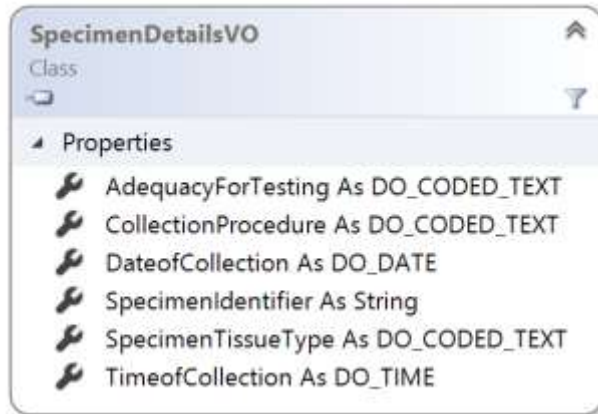 SpecimenDetailsVO
Class
Properties
AdequacyForTesting As DO_CODED_TEXT
CollectionProcedure As DO_CODED_TEXT
DateofCollection As DO_DATE
SpecimenIdentifier As String
SpecimenTissueType As DO_CODED_TEXT
TimeofCollection As DO_TIME